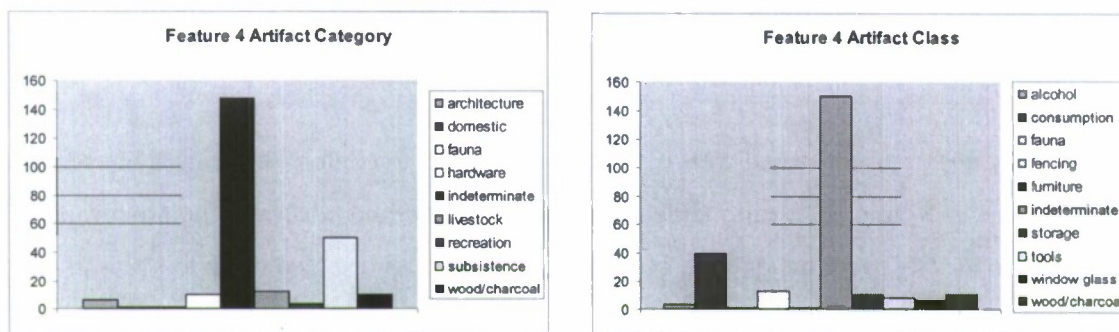 Feature 4 Artifact Category
160
140
120
100
80
60
40
20
0
architecture
domestic
fauna
hardware
indeterminate
livestock
recreation
subsistence
wood/charcoal
Feature 4 Artifact Class
160
140
120
100
80
60
40
20
0
alcohol
consumption
fauna
fencing
furniture
indeterminate
storage
tools
window glass
wood/charcoa